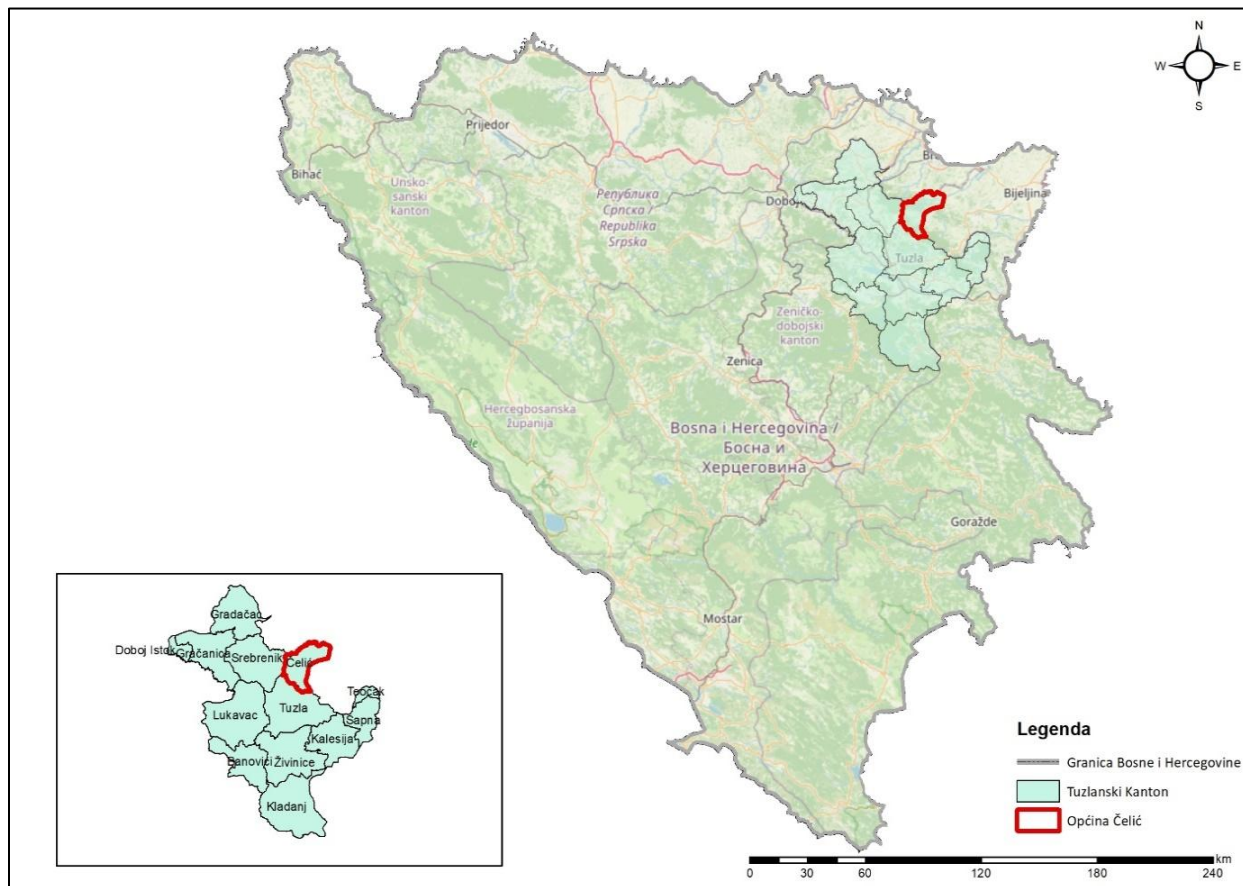 N
W E
S
Prijedor
Bihać
Unsko-
sanski
kanton
Република
Српска /
Republika
Srpska
Doboj
Br
Bijeljina
Tuzla
Zeničko-
dobojski
kanton
Zenica
Hercegbosanska
županija
Bosna i Hercegovina /
Босна и
Херцеговина
Goražde
Mostar
Gradačac
Doboj Istok
Gračanica
Srebrenik
Čelić
Teočak
Lukavac
Tuzla
Sapna
Kalesija
Banovići
Živinice
Kladanj
Legenda
Granica Bosne i Hercegovine
Tuzlanski Kanton
Općina Čelić
km
0 30 60 120 180 240